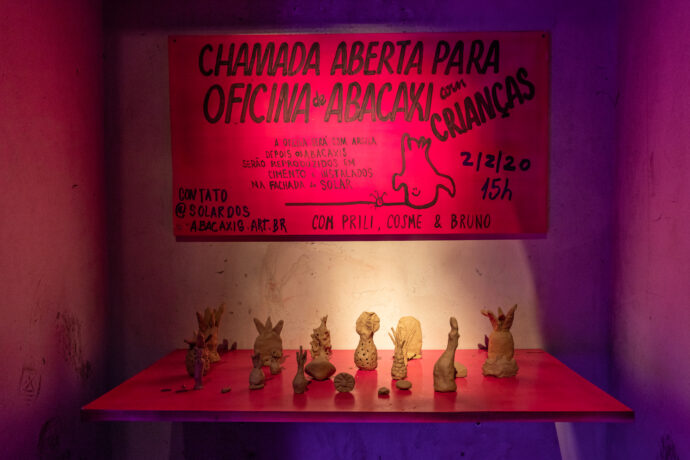 CHAMADA ABERTA PARA
OFICINA do ABACAXI com CRIANÇAS
A OFICINA SERÁ COM ARGILA
DEPOIS OS ABACAXIS
SERÃO REPRODUZIDOS EM
CIMENTO E INSTALADOS
NA FACHADA do SOLAR
2/2/20
15h
CONTATO
@SOLARDOS
ABACAXIS.ART.BR
COM PRILI, COSME & BRUNO